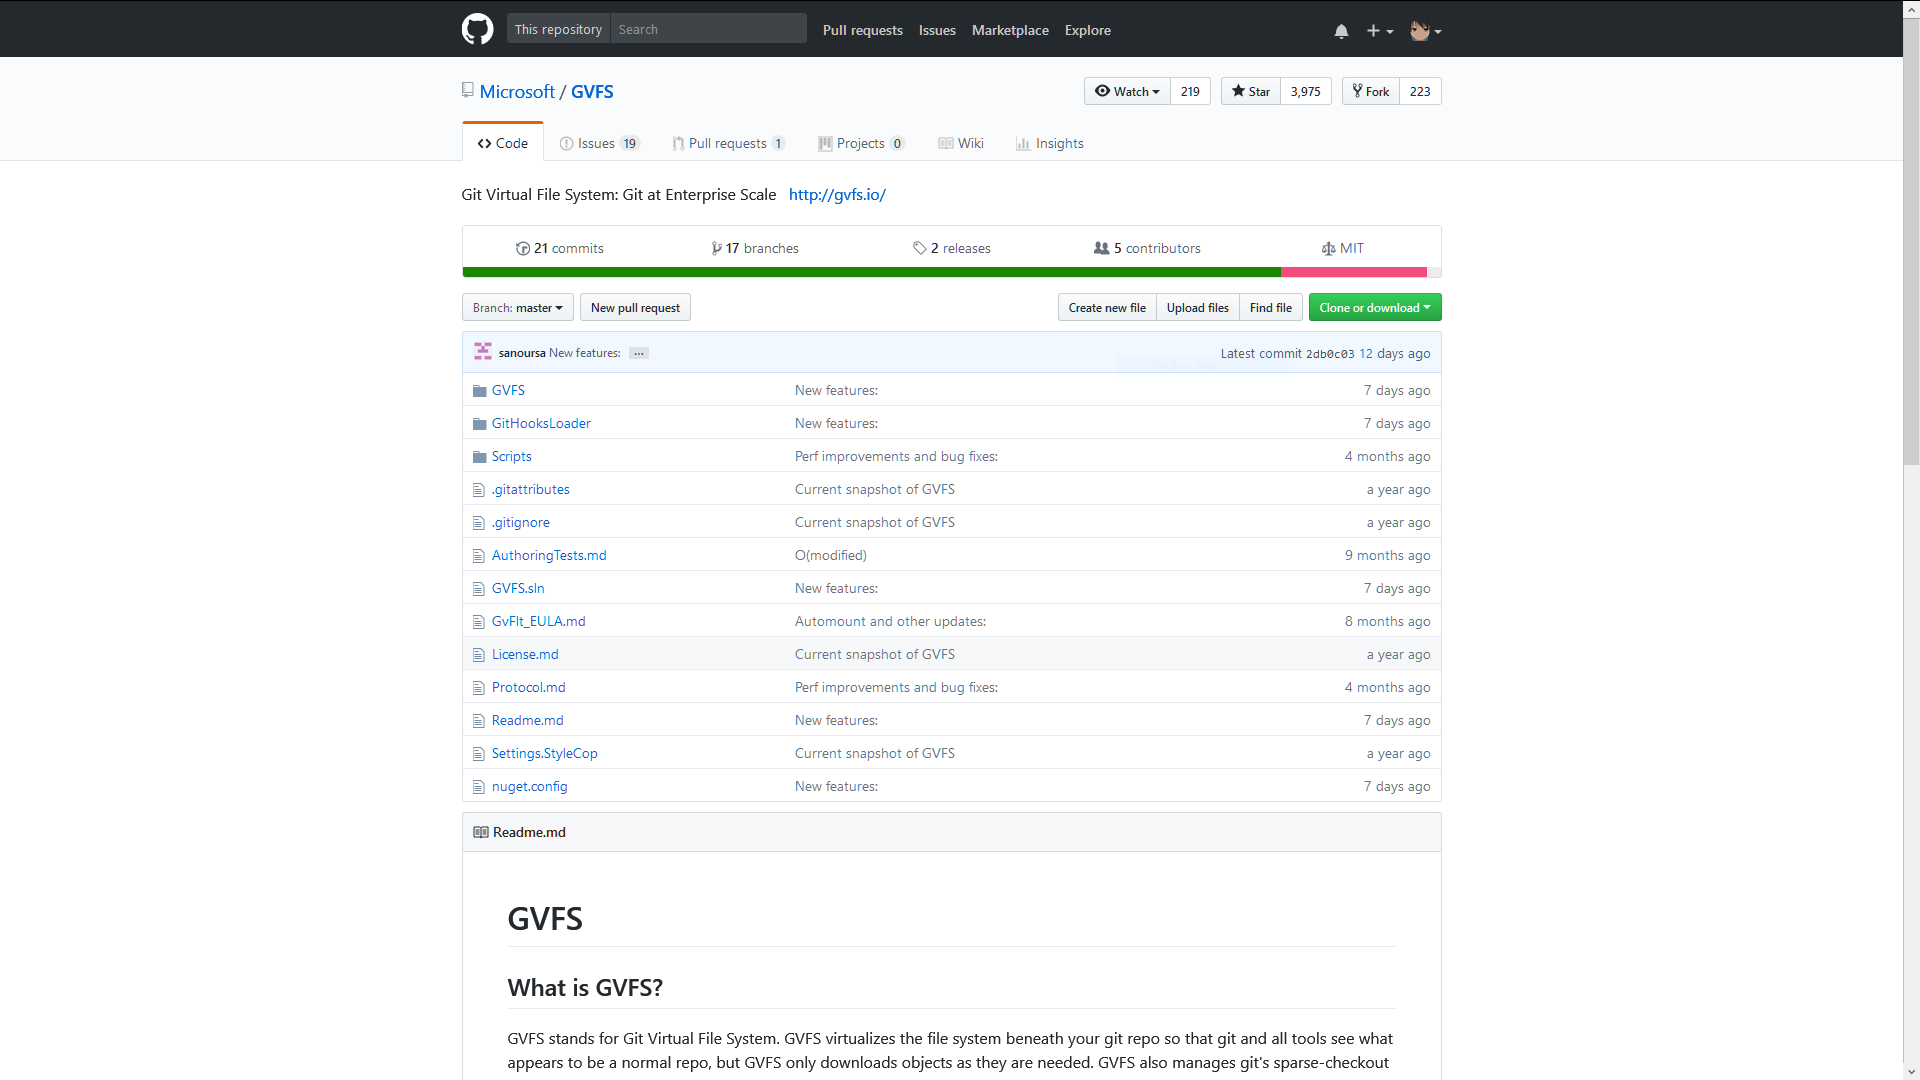 This repository Search Pull requests Issues Marketplace Explore
Microsoft / GVFS Watch 219 Star 3,975 Fork 223
Code Issues 19 Pull requests 1 Projects 0 Wiki Insights
Git Virtual File System: Git at Enterprise Scale http://gvfs.io/
21 commits 17 branches 2 releases 5 contributors MIT
Branch: master New pull request Create new file Upload files Find file Clone or download
sanoursa New features: … Latest commit 2db0c03 12 days ago
GVFS New features: 7 days ago
GitHooksLoader New features: 7 days ago
Scripts Perf improvements and bug fixes: 4 months ago
.gitattributes Current snapshot of GVFS a year ago
.gitignore Current snapshot of GVFS a year ago
AuthoringTests.md O(modified) 9 months ago
GVFS.sln New features: 7 days ago
GvFlt_EULA.md Automount and other updates: 8 months ago
License.md Current snapshot of GVFS a year ago
Protocol.md Perf improvements and bug fixes: 4 months ago
Readme.md New features: 7 days ago
Settings.StyleCop Current snapshot of GVFS a year ago
nuget.config New features: 7 days ago
Readme.md
GVFS
What is GVFS?
GVFS stands for Git Virtual File System. GVFS virtualizes the file system beneath your git repo so that git and all tools see what
appears to be a normal repo, but GVFS only downloads objects as they are needed. GVFS also manages git's sparse-checkout